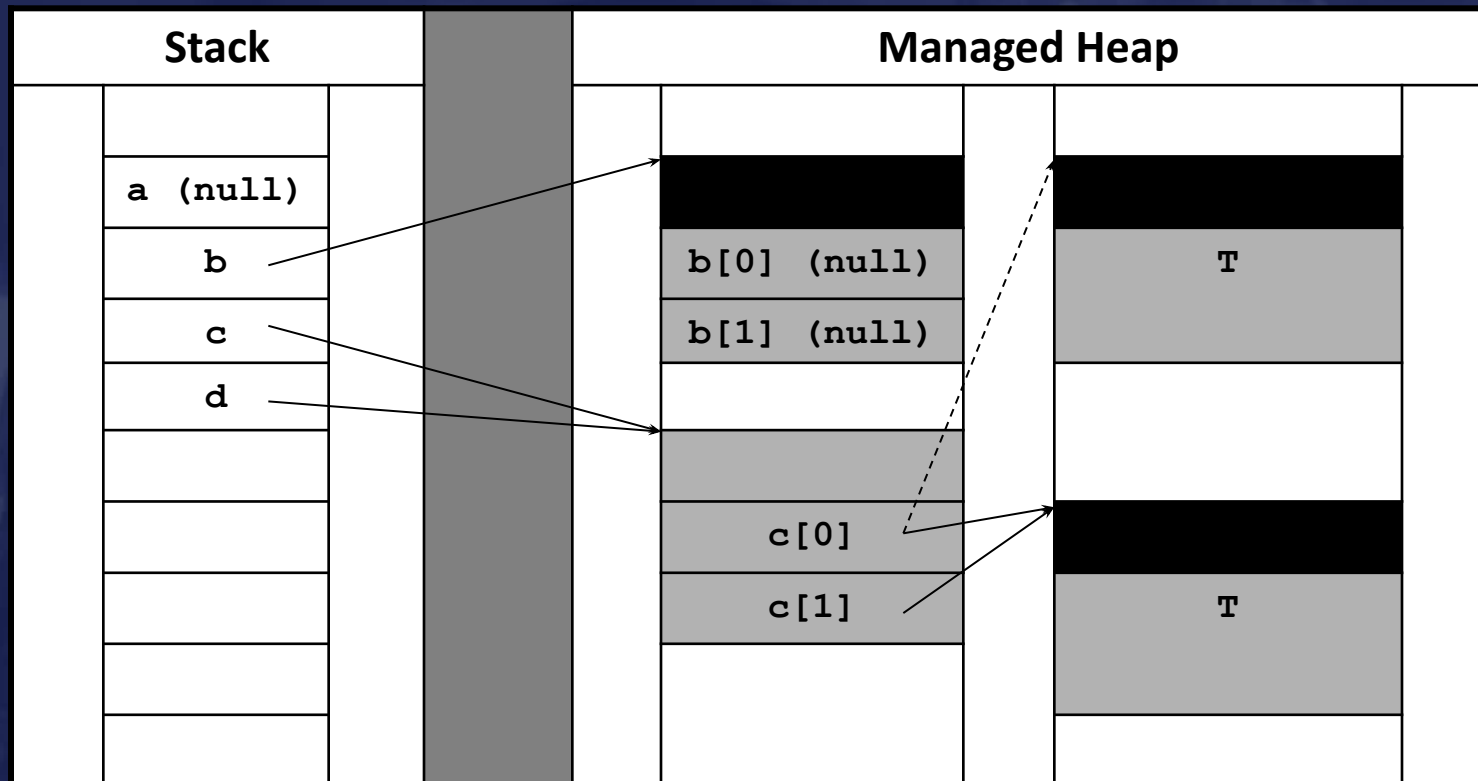 Stack
Managed Heap
a (null)
b
c
d
b[0] (null)
b[1] (null)
c[0]
c[1]
T
T